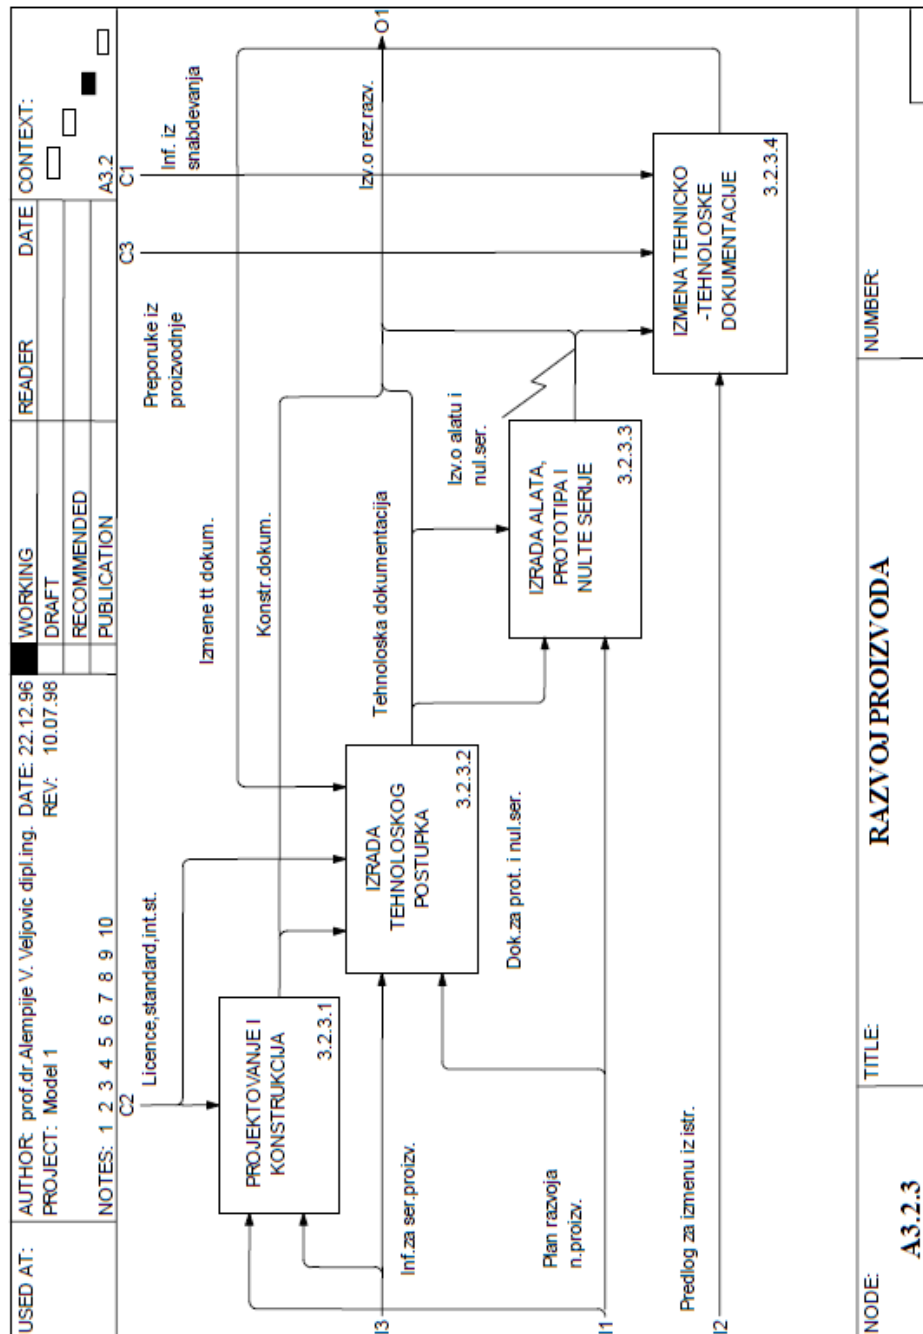 USED AT:
AUTHOR: prof.dr.Alempije V. Veljovic dipl.ing.
DATE: 22.12.96
PROJECT: Model 1
REV: 10.07.98
NOTES: 1 2 3 4 5 6 7 8 9 10
WORKING
DRAFT
RECOMMENDED
PUBLICATION
READER
DATE
CONTEXT:
A3.2
C2
C3
C1
Licence,standard,int.st.
Preporuke iz
proizvodnje
Inf. iz
snabdevanja
Izmene tt dokum.
Konstr.dokum.
PROJEKTOVANJE I
KONSTRUKCIJA
3.2.3.1
I3
Inf.za ser.proizv.
IZRADA
TEHNOLOSKOG
POSTUPKA
3.2.3.2
Tehnoloska dokumentacija
Izv.o rez.razv.
O1
Izv.o alatu i
nul.ser.
Dok.za prot. i nul.ser.
IZRADA ALATA,
PROTOTIPA I
NULTE SERIJE
3.2.3.3
Plan razvoja
n.proizv.
I1
Predlog za izmenu iz istr.
I2
IZMENA TEHNICKO
-TEHNOLOSKE
DOKUMENTACIJE
3.2.3.4
NODE:
A3.2.3
TITLE:
RAZVOJ PROIZVODA
NUMBER: